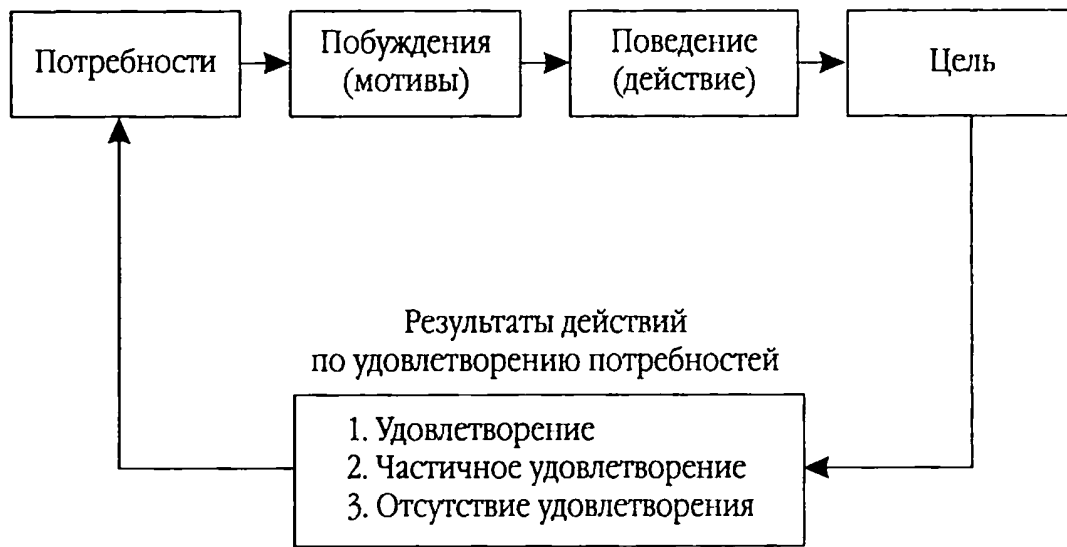 Потребности
Побуждения
(мотивы)
Поведение
(действие)
Цель
Результаты действий
по удовлетворению потребностей
1. Удовлетворение
2. Частичное удовлетворение
3. Отсутствие удовлетворения